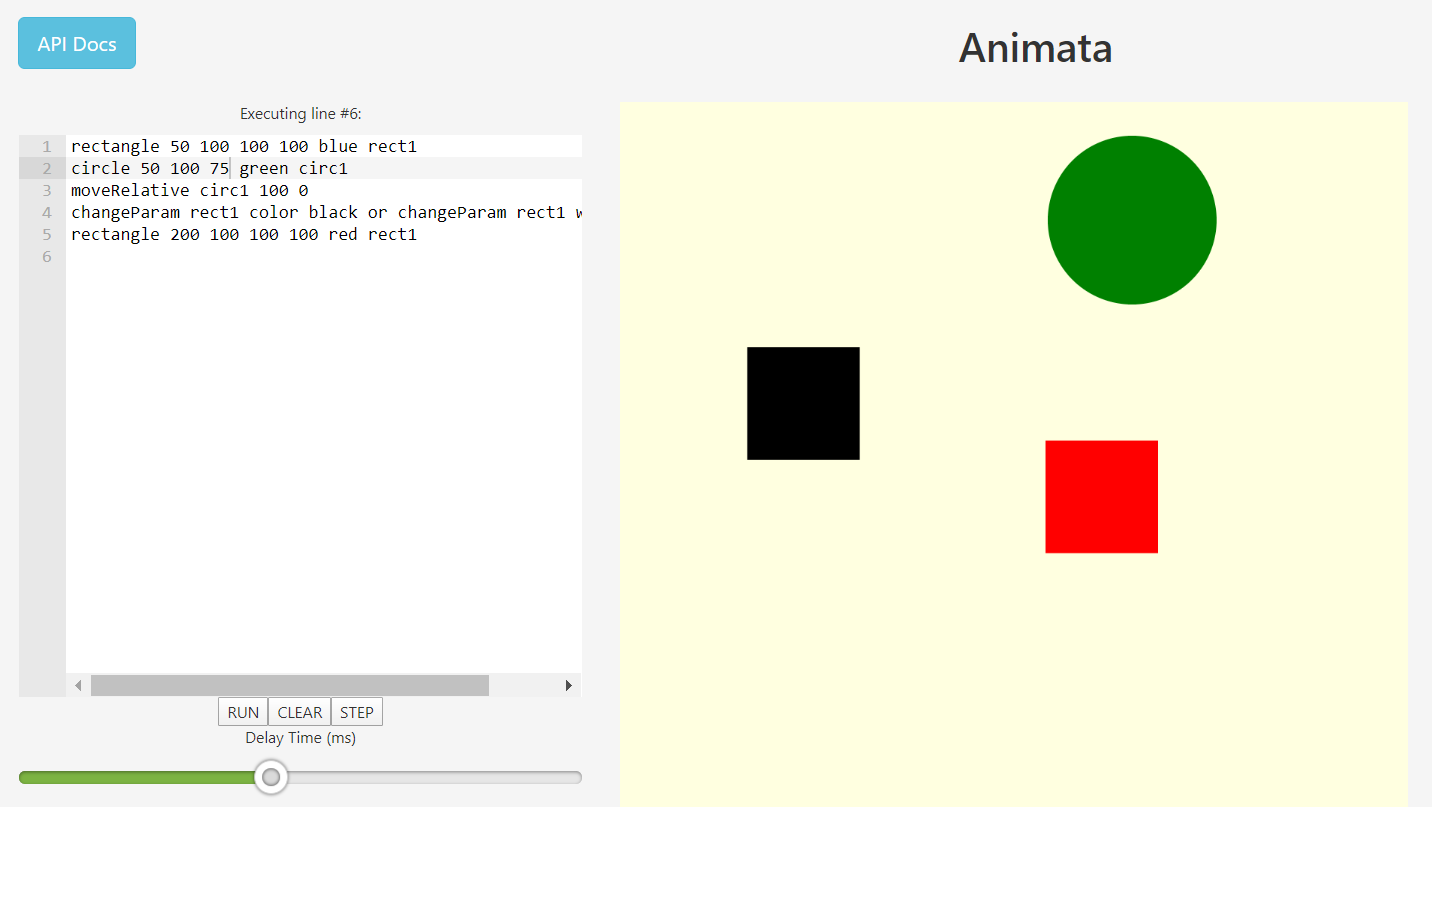 API Docs
Animata
Executing line #6:
1 rectangle 50 100 100 100 blue rect1
2 circle 50 100 75 green circ1
3 moveRelative circ1 100 0
4 changeParam rect1 color black or changeParam rect1
5 rectangle 200 100 100 100 red rect1
6
RUN CLEAR STEP
Delay Time (ms)